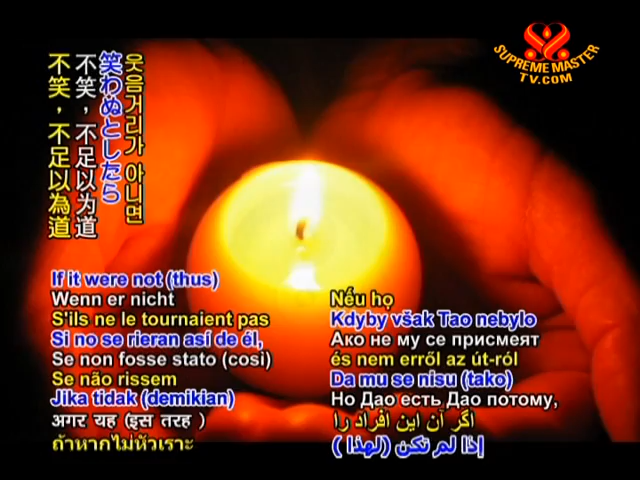 SUPREME MASTER
TV.COM
웃음거리가 아니면
笑わぬとしたら
不笑，不足以为道
不笑，不足以為道
If it were not (thus)
Wenn er nicht
S'ils ne le tournaient pas
Si no se rieran así de él,
Se non fosse stato (così)
Se não rissem
Jika tidak (demikian)
अगर यह (इस तरह )
ถ้าหากไม่หัวเราะ
Nếu họ
Kdyby však Tao nebylo
Ако не му се присмеят
és nem erről az út-ról
Da mu se nisu (tako)
Но Дао есть Дао потому,
اگر آن این افراد را
إذا لم تكن (لهذا )